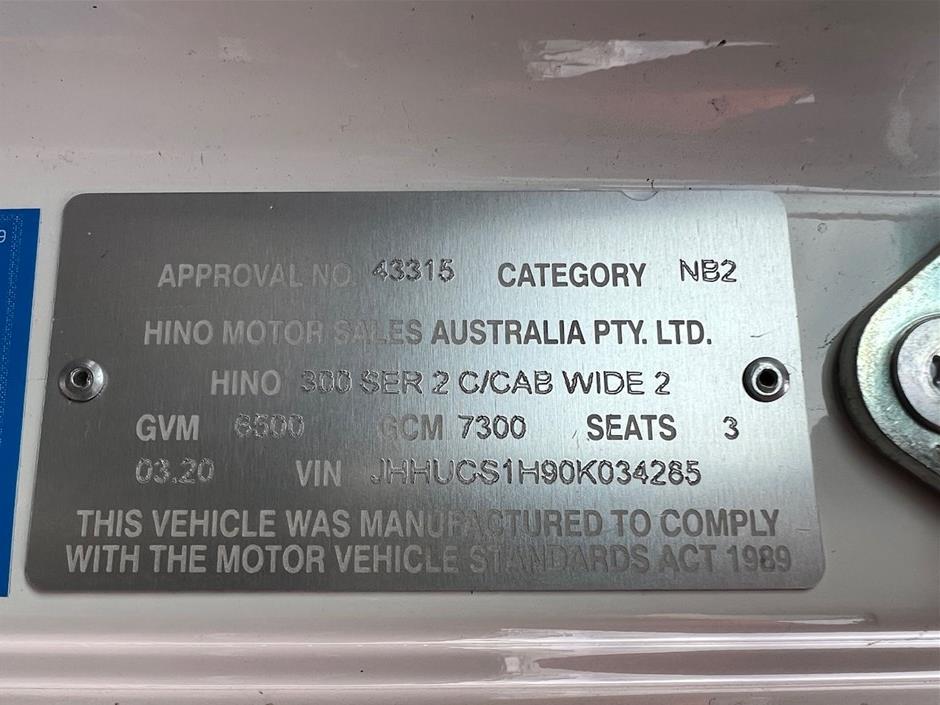 APPROVAL NO. 43315 CATEGORY NB2
HINO MOTOR SALES AUSTRALIA PTY. LTD.
HINO 300 SER 2 C/CAB WIDE 2
GVM 6500 GCM 7300 SEATS 3
03.20 VIN JHHUCS1H90K034285
THIS VEHICLE WAS MANUFACTURED TO COMPLY
WITH THE MOTOR VEHICLE STANDARDS ACT 1989
9